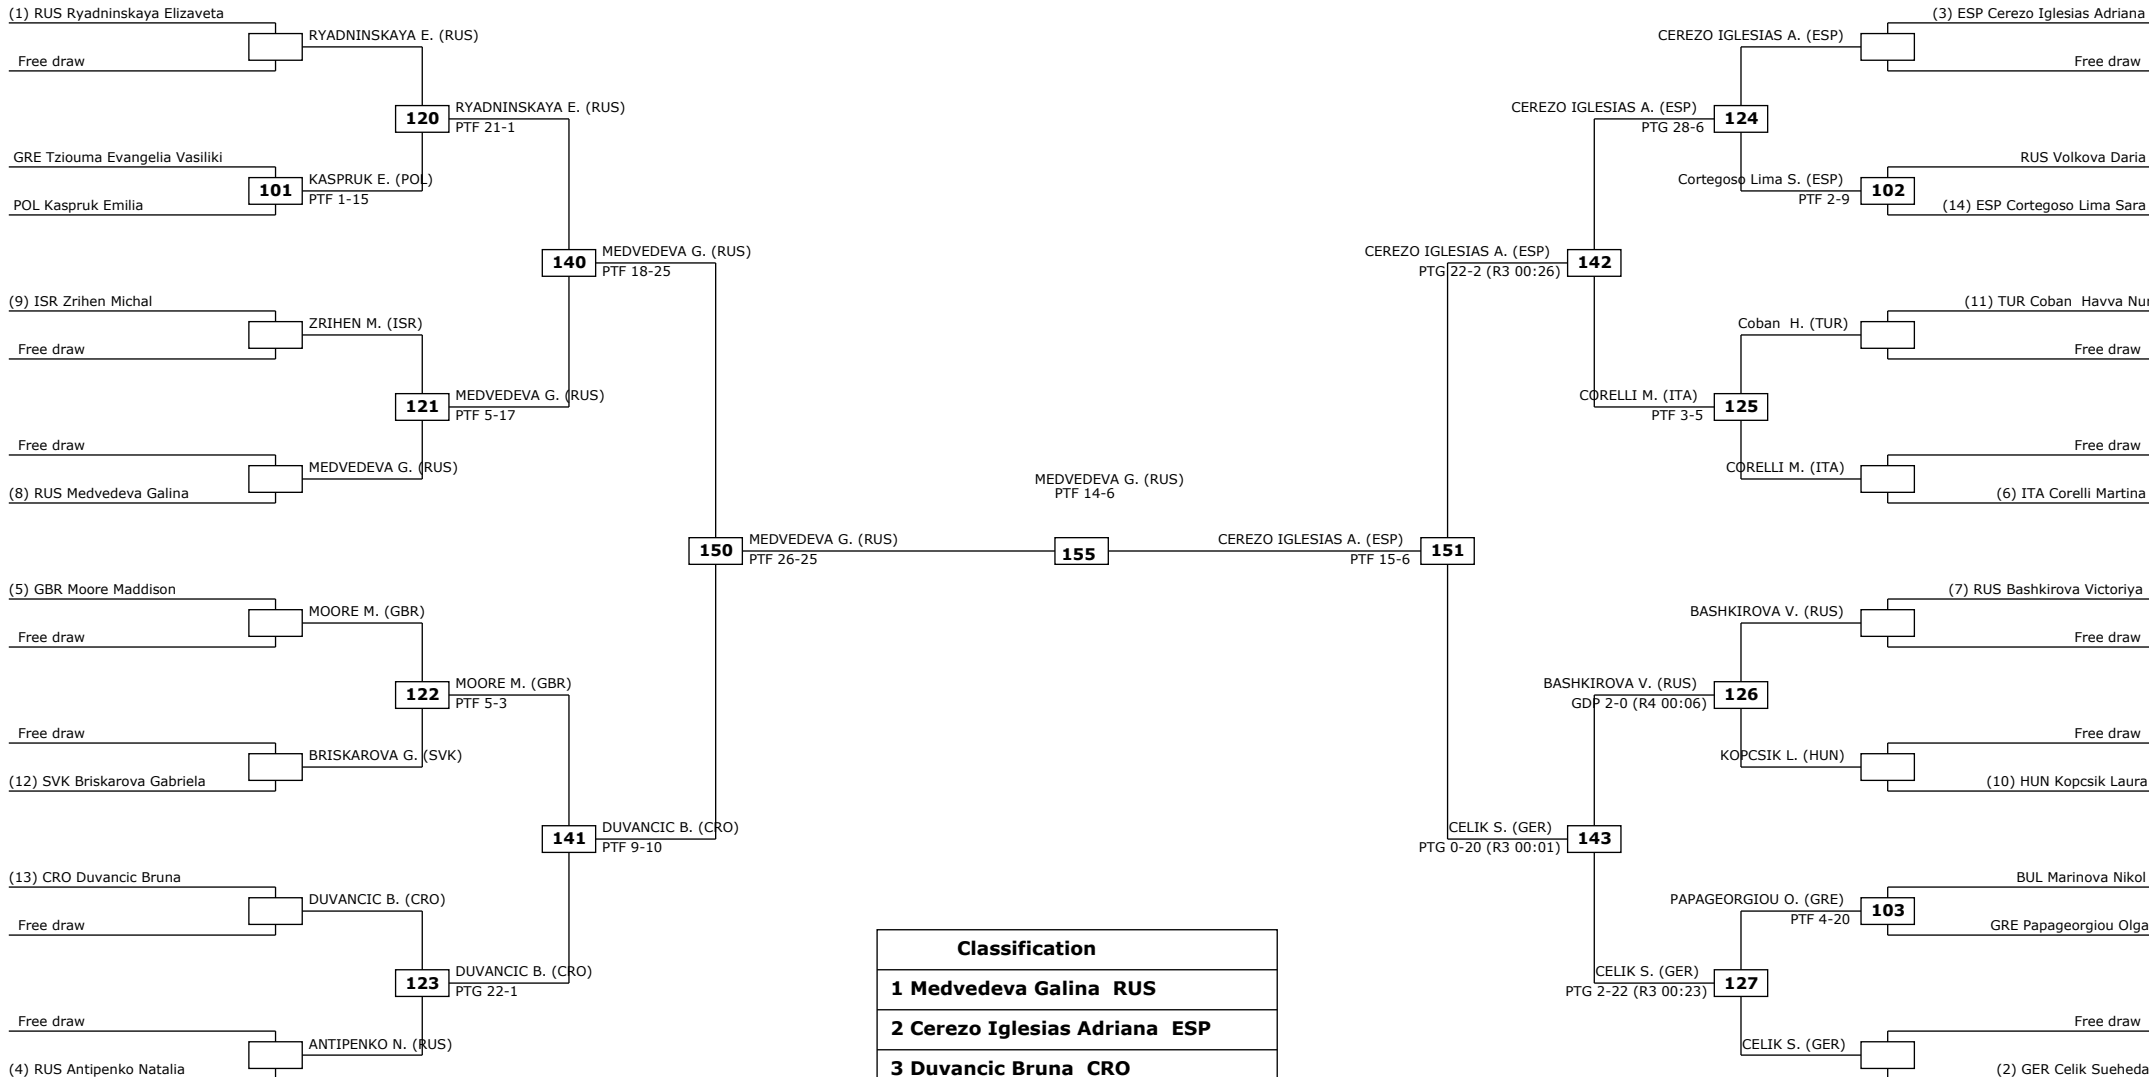 (1) RUS Ryadninskaya Elizaveta
RYADNINSKAYA E. (RUS)
Free draw
120
RYADNINSKAYA E. (RUS)
PTF 21-1
GRE Tziouma Evangelia Vasiliki
101
KASPRUK E. (POL)
PTF 1-15
POL Kaspruk Emilia
140
MEDVEDEVA G. (RUS)
PTF 18-25
(9) ISR Zrihen Michal
ZRIHEN M. (ISR)
Free draw
121
MEDVEDEVA G. (RUS)
PTF 5-17
Free draw
MEDVEDEVA G. (RUS)
(8) RUS Medvedeva Galina
150
MEDVEDEVA G. (RUS)
PTF 26-25
(5) GBR Moore Maddison
MOORE M. (GBR)
Free draw
122
MOORE M. (GBR)
PTF 5-3
Free draw
BRISKAROVA G. (SVK)
(12) SVK Briskarova Gabriela
141
DUVANCIC B. (CRO)
PTF 9-10
(13) CRO Duvancic Bruna
DUVANCIC B. (CRO)
Free draw
123
DUVANCIC B. (CRO)
PTG 22-1
Free draw
ANTIPENKO N. (RUS)
(4) RUS Antipenko Natalia
MEDVEDEVA G. (RUS)
PTF 14-6
155
CEREZO IGLESIAS A. (ESP)
PTF 15-6
151
(3) ESP Cerezo Iglesias Adriana
CEREZO IGLESIAS A. (ESP)
Free draw
CEREZO IGLESIAS A. (ESP)
PTG 28-6
124
RUS Volkova Daria
Cortegoso Lima S. (ESP)
PTF 2-9
102
(14) ESP Cortegoso Lima Sara
CEREZO IGLESIAS A. (ESP)
PTG 22-2 (R3 00:26)
142
(11) TUR Coban  Havva Nur
Coban  H. (TUR)
Free draw
CORELLI M. (ITA)
PTF 3-5
125
Free draw
CORELLI M. (ITA)
(6) ITA Corelli Martina
(7) RUS Bashkirova Victoriya
BASHKIROVA V. (RUS)
Free draw
BASHKIROVA V. (RUS)
GDP 2-0 (R4 00:06)
126
Free draw
KOPCSIK L. (HUN)
(10) HUN Kopcsik Laura
CELIK S. (GER)
PTG 0-20 (R3 00:01)
143
BUL Marinova Nikol
PAPAGEORGIOU O. (GRE)
PTF 4-20
103
GRE Papageorgiou Olga
CELIK S. (GER)
PTG 2-22 (R3 00:23)
127
Free draw
CELIK S. (GER)
(2) GER Celik Sueheda
Classification
1 Medvedeva Galina  RUS
2 Cerezo Iglesias Adriana  ESP
3 Duvancic Bruna  CRO